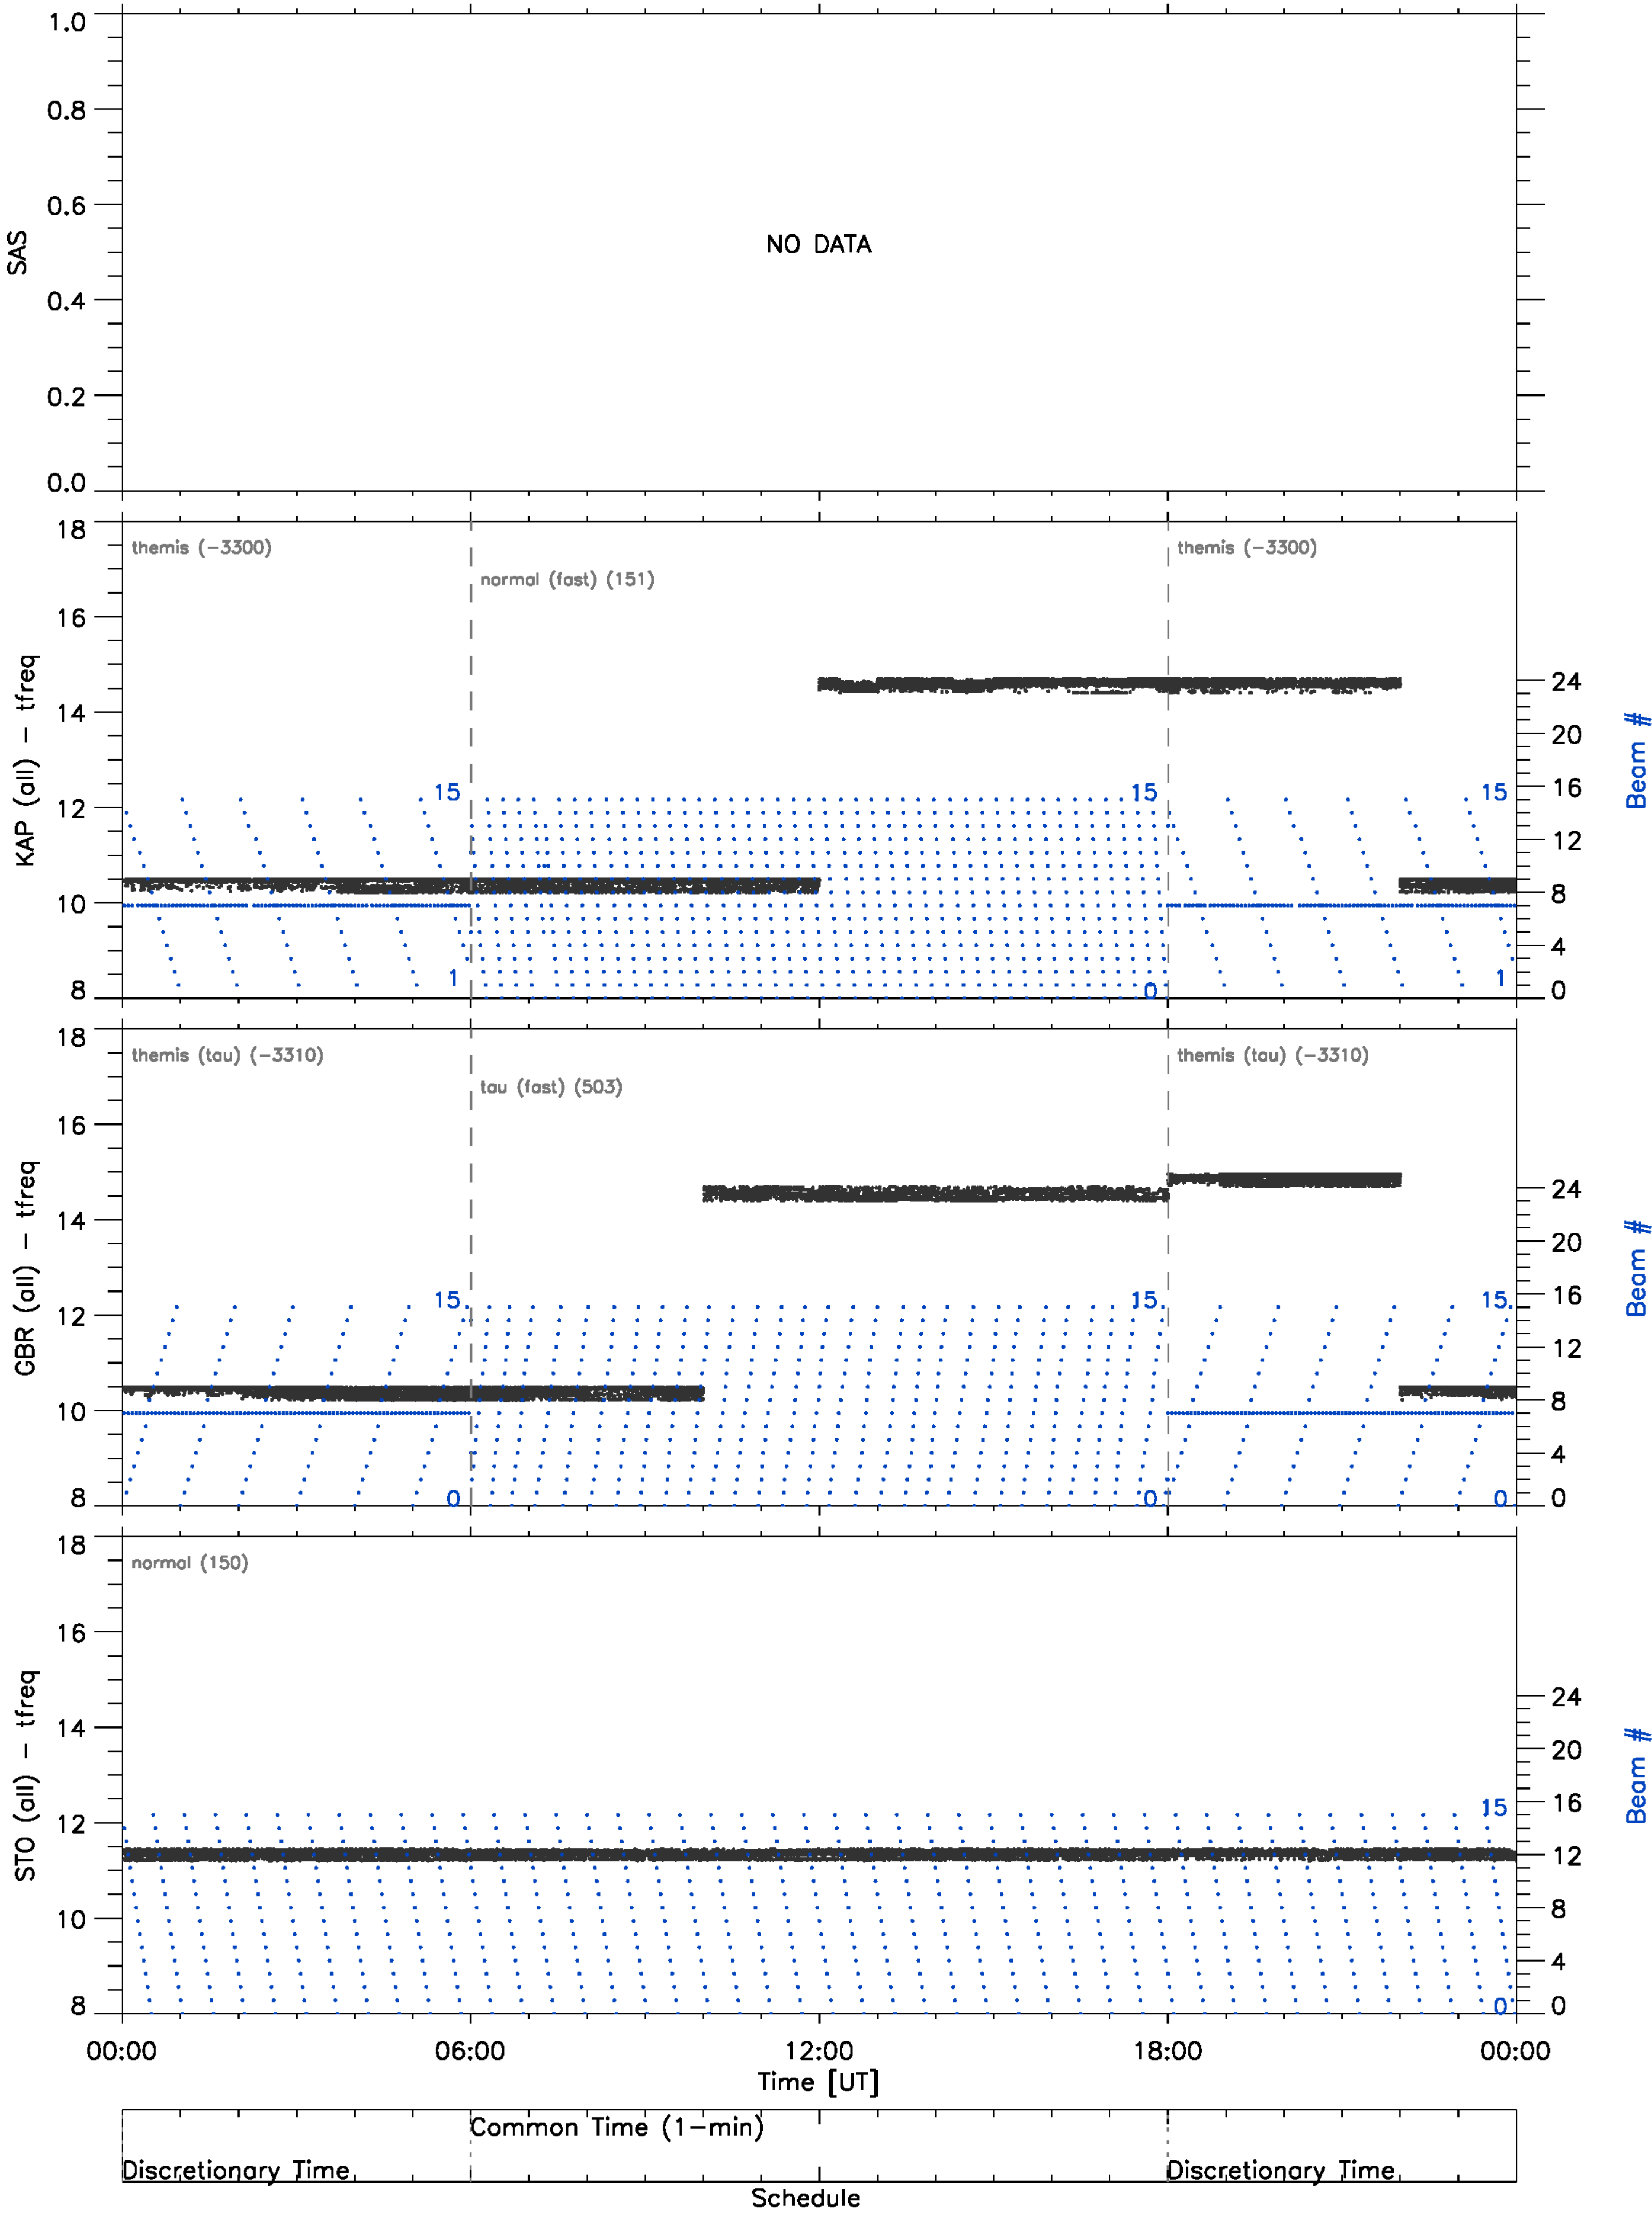 1.0
0.8
0.6
0.4
0.2
0.0
SAS
NO DATA
18
16
14
12
10
8
KAP (all) – tfreq
themis (−3300)
normal (fast) (151)
themis (−3300)
15
15
15
1
0
1
24
20
16
12
8
4
0
Beam #
18
16
14
12
10
8
GBR (all) – tfreq
themis (tau) (−3310)
tau (fast) (503)
themis (tau) (−3310)
15
15
15
0
0
0
24
20
16
12
8
4
0
Beam #
18
16
14
12
10
8
STO (all) – tfreq
normal (150)
15
0
24
20
16
12
8
4
0
Beam #
00:00 06:00 12:00 18:00 00:00
Time [UT]
Common Time (1−min)
Discretionary Time Discretionary Time
Schedule